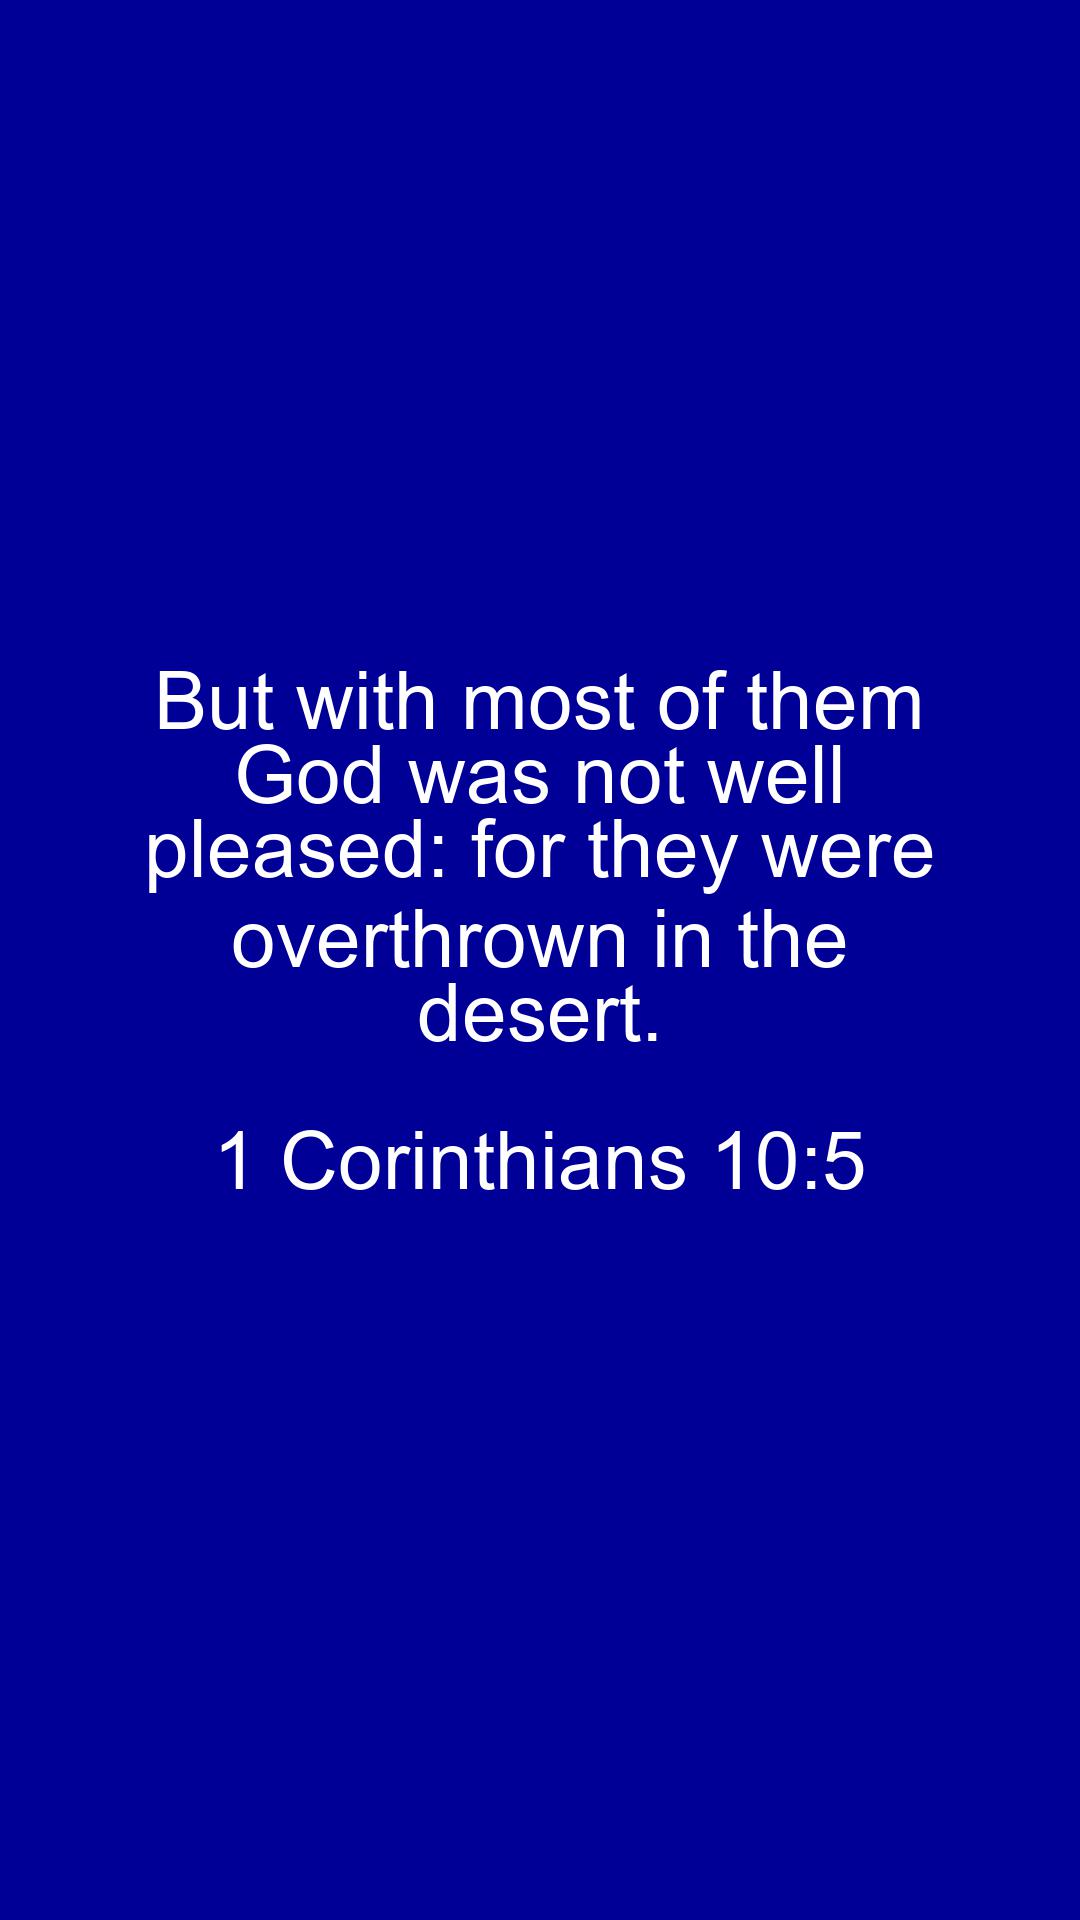 But with most of them
God was not well
pleased: for they were
overthrown in the
desert.
1 Corinthians 10:5